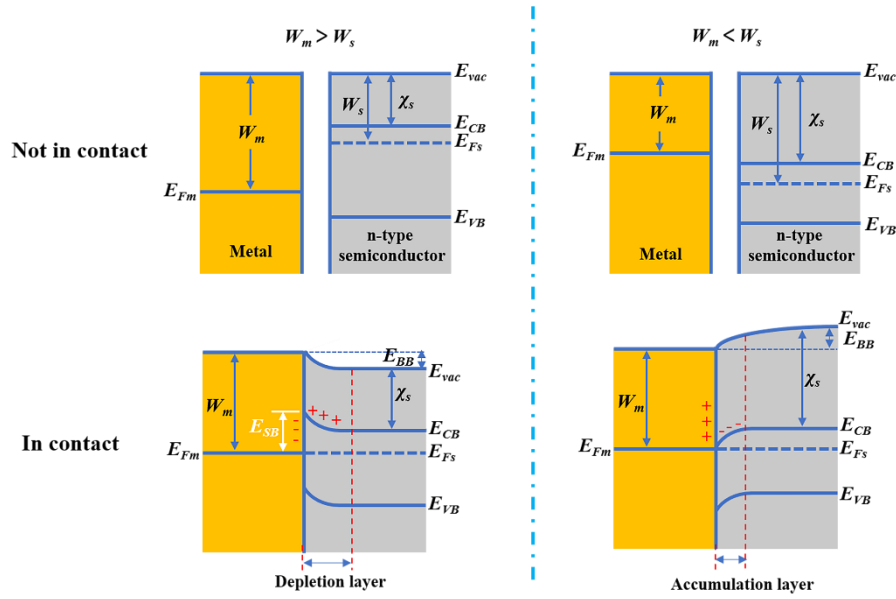 W_m > W_s
W_m < W_s
Not in contact
E_vac
W_m
W_s
χ_s
E_CB
E_Fs
E_Fm
E_VB
Metal
n-type
semiconductor
E_vac
W_m
W_s
χ_s
E_Fm
E_CB
E_Fs
E_VB
Metal
n-type
semiconductor
In contact
E_BB
E_vac
W_m
χ_s
+ + +
- - -
E_SB
E_CB
E_Fm
E_Fs
E_VB
Depletion layer
E_vac
E_BB
W_m
χ_s
+ + +
- - -
E_CB
E_Fm
E_Fs
E_VB
Accumulation layer